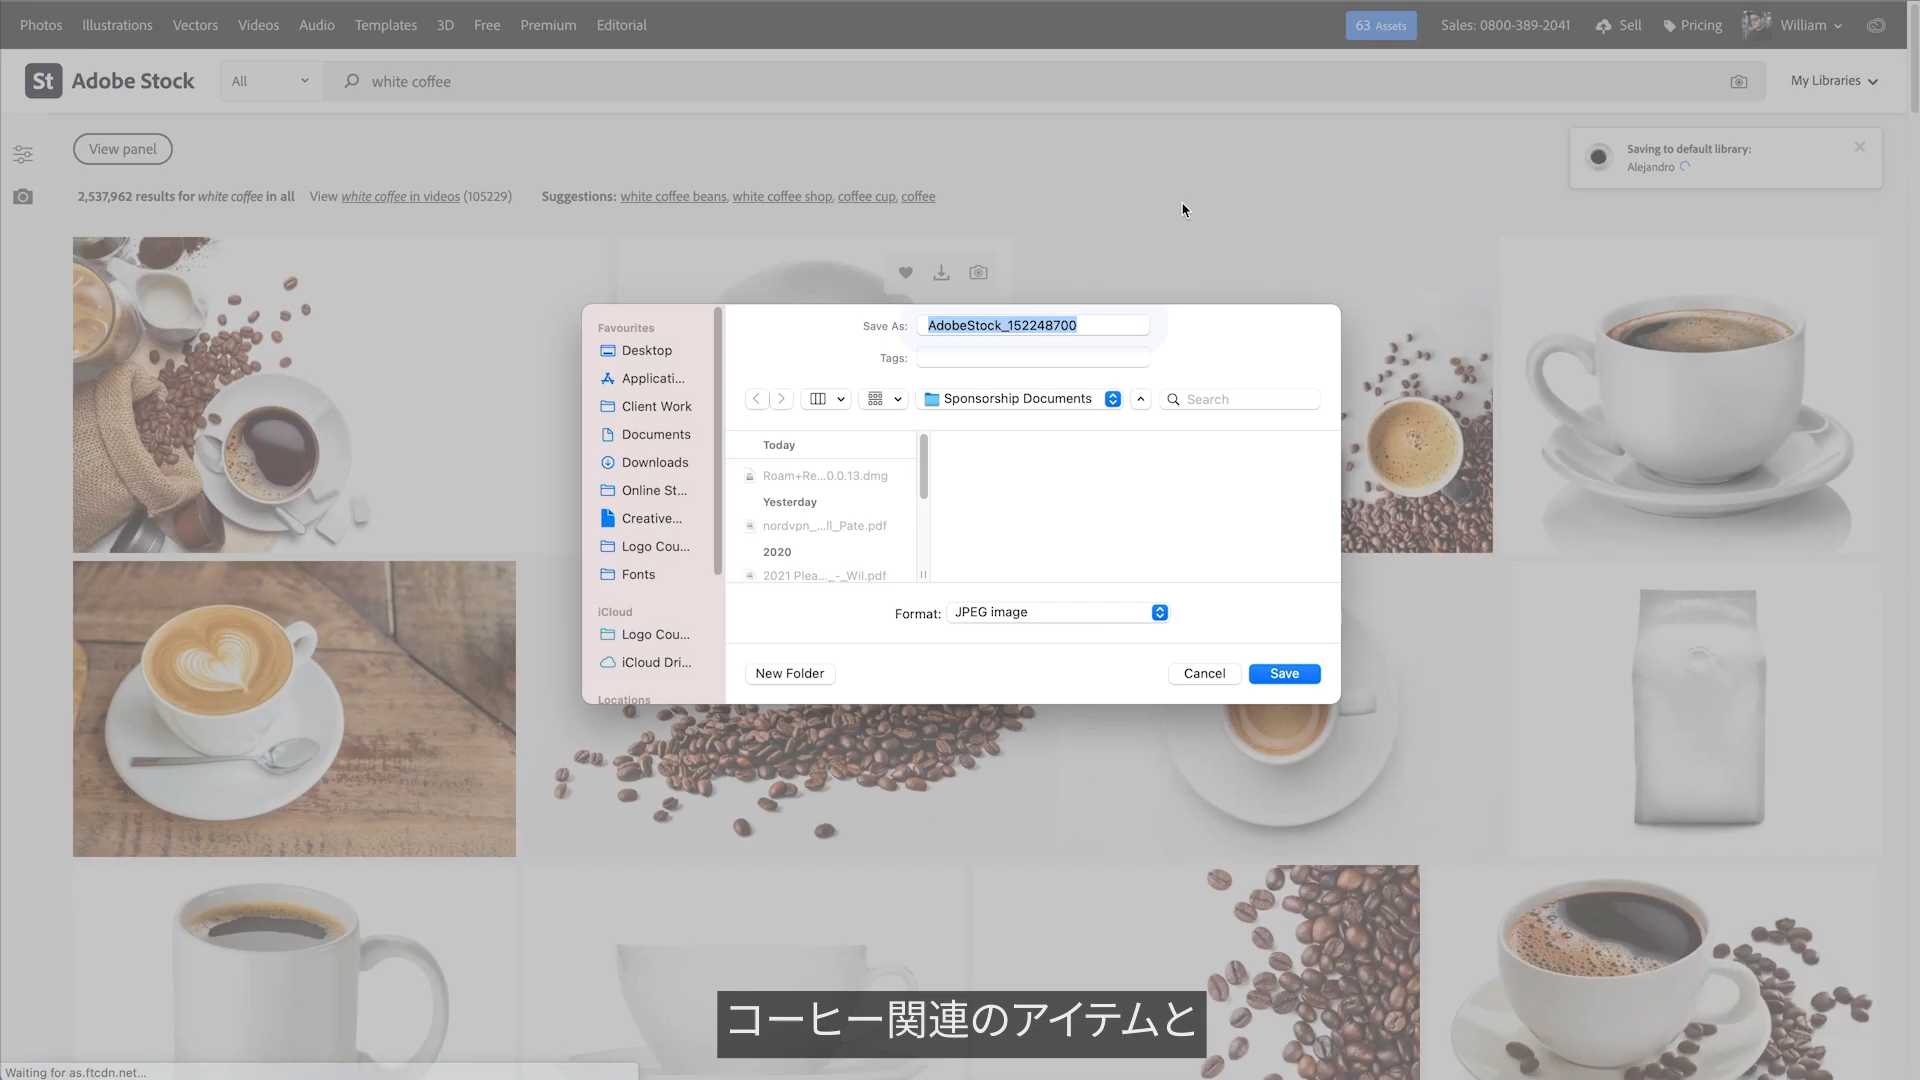 Photos Illustrations Vectors Videos Audio Templates 3D Free Premium Editorial 63 Assets Sales: 0800-389-2041 Sell Pricing William
St Adobe Stock All white coffee My Libraries
View panel
Saving to default library:
Alejandro
2,537,962 results for white coffee in all View white coffee in videos (105229) Suggestions: white coffee beans, white coffee shop, coffee cup, coffee
Favourites
Desktop
Applicati...
Client Work
Documents
Downloads
Online St...
Creative...
Logo Cou...
Fonts
iCloud
Logo Cou...
iCloud Dri...
Locations
Save As: AdobeStock_152248700
Tags:
Sponsorship Documents Search
Today
Roam+Re...0.0.13.dmg
Yesterday
nordvpn_...ll_Pate.pdf
2020
2021 Plea..._-_Wil.pdf
Format: JPEG image
New Folder Cancel Save
コーヒー関連のアイテムと
Waiting for as.ftcdn.net...